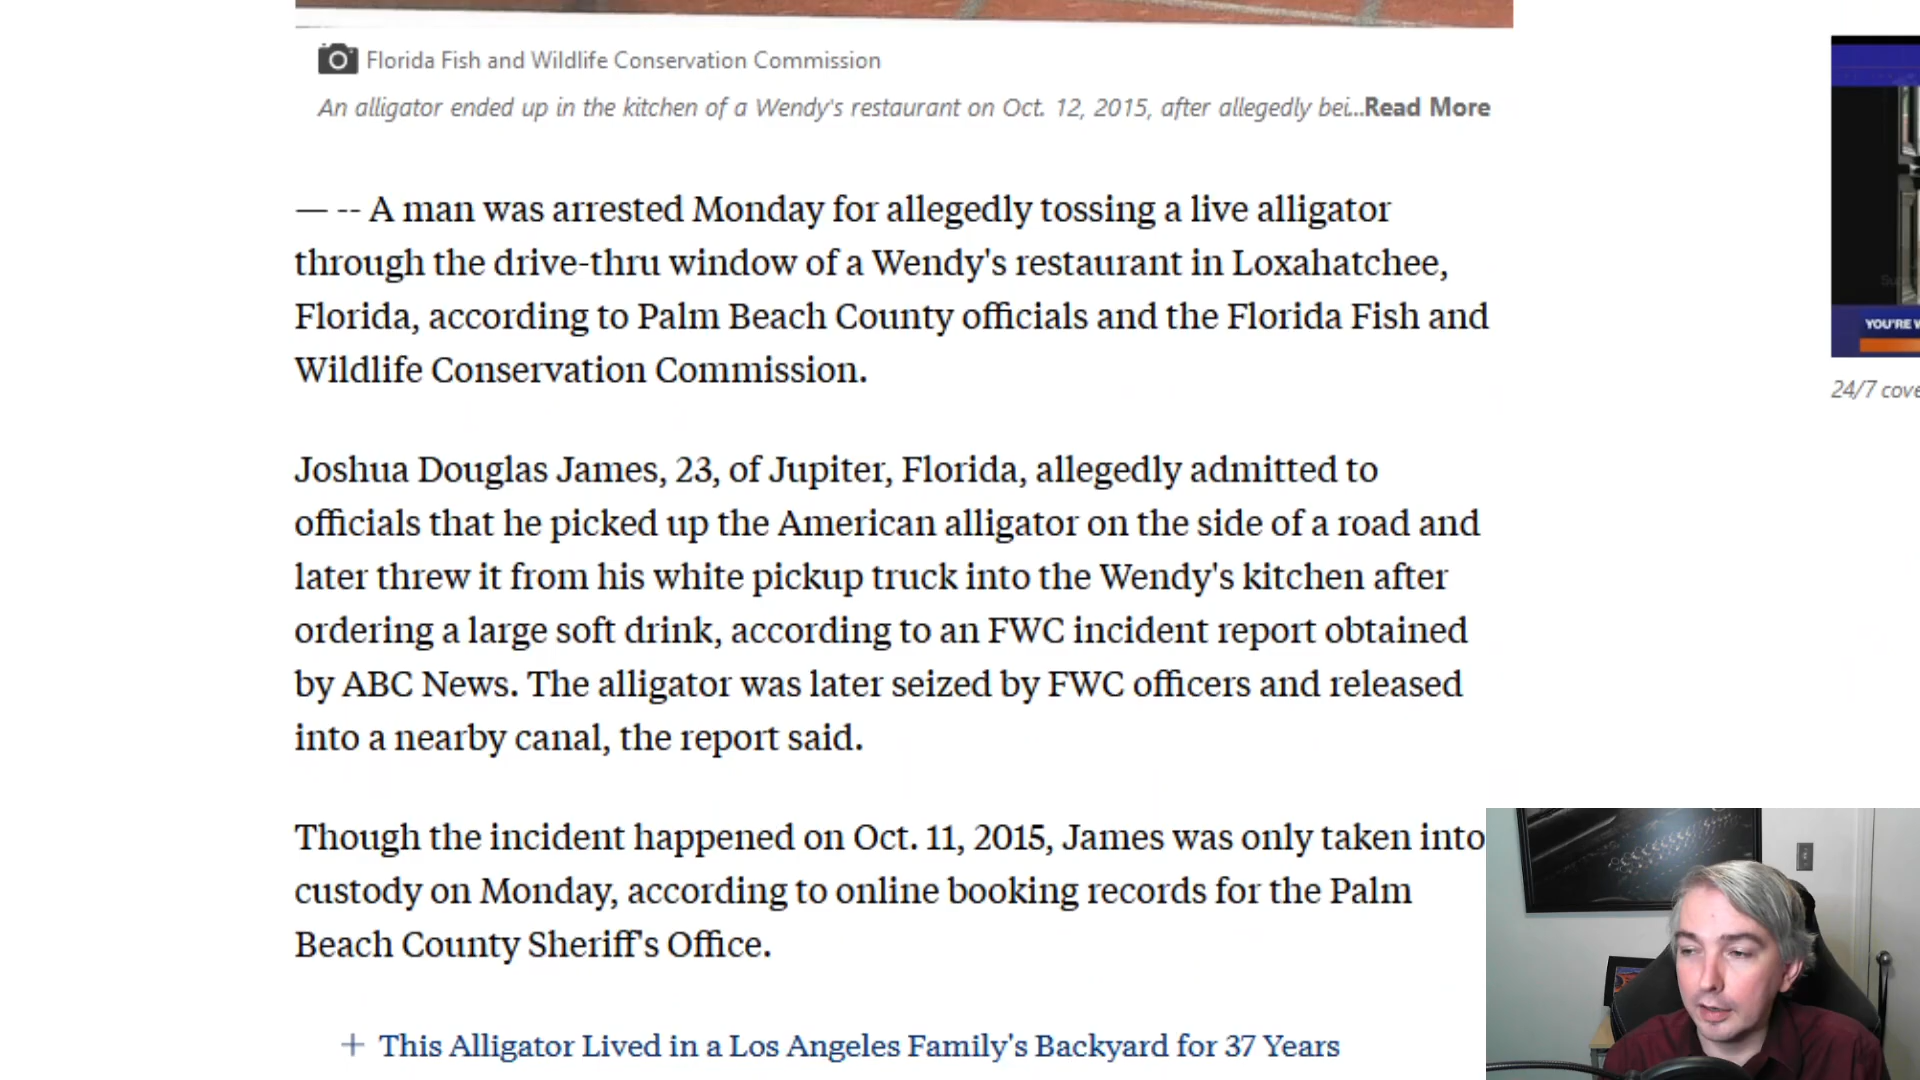 Florida Fish and Wildlife Conservation Commission
An alligator ended up in the kitchen of a Wendy's restaurant on Oct. 12, 2015, after allegedly bei...Read More
— -- A man was arrested Monday for allegedly tossing a live alligator
through the drive-thru window of a Wendy's restaurant in Loxahatchee,
Florida, according to Palm Beach County officials and the Florida Fish and
Wildlife Conservation Commission.
Joshua Douglas James, 23, of Jupiter, Florida, allegedly admitted to
officials that he picked up the American alligator on the side of a road and
later threw it from his white pickup truck into the Wendy's kitchen after
ordering a large soft drink, according to an FWC incident report obtained
by ABC News. The alligator was later seized by FWC officers and released
into a nearby canal, the report said.
Though the incident happened on Oct. 11, 2015, James was only taken into
custody on Monday, according to online booking records for the Palm
Beach County Sheriff's Office.
+ This Alligator Lived in a Los Angeles Family's Backyard for 37 Years
YOU'RE W
24/7 cove